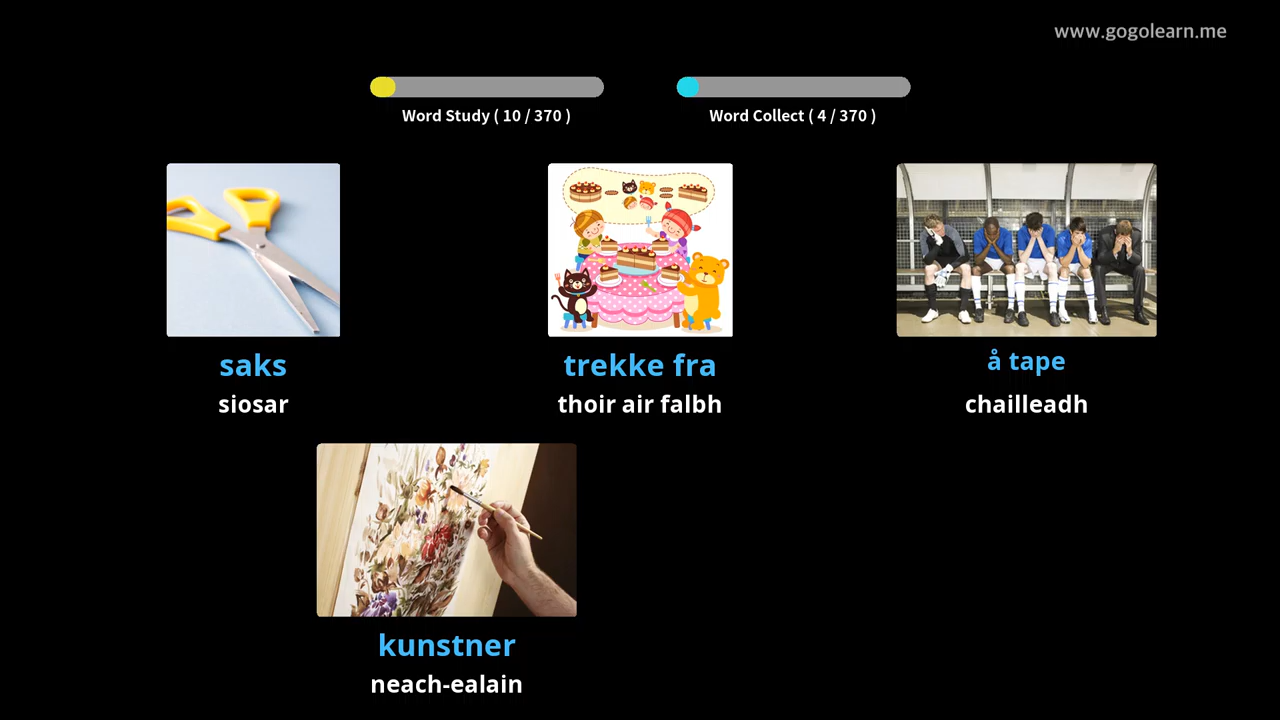 www.gogolearn.me
Word Study ( 10 / 370 )
Word Collect ( 4 / 370 )
saks
siosar
trekke fra
thoir air falbh
å tape
chailleadh
kunstner
neach-ealain